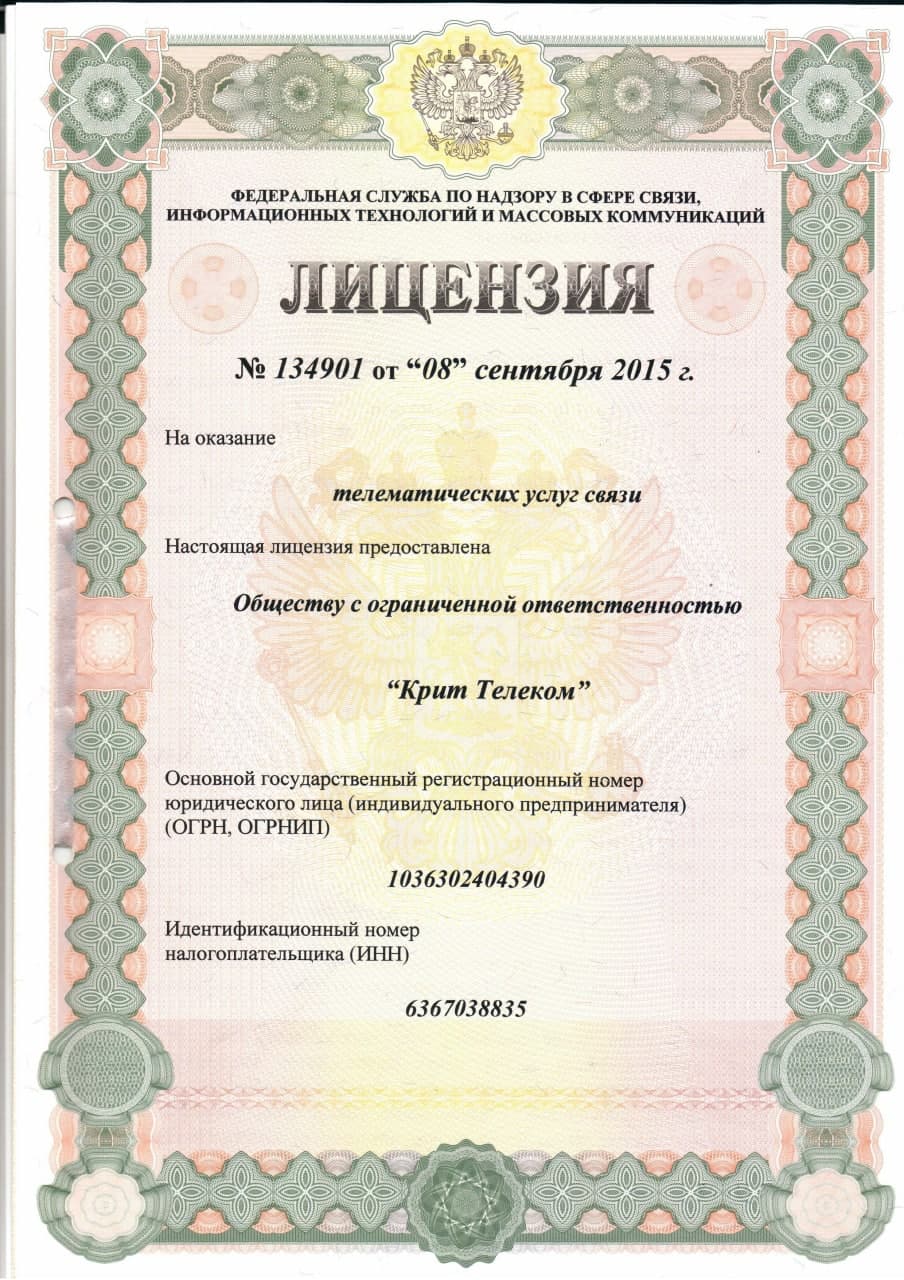 ФЕДЕРАЛЬНАЯ СЛУЖБА ПО НАДЗОРУ В СФЕРЕ СВЯЗИ,
ИНФОРМАЦИОННЫХ ТЕХНОЛОГИЙ И МАССОВЫХ КОММУНИКАЦИЙ
ЛИЦЕНЗИЯ
№ 134901 от “08” сентября 2015 г.
На оказание
телематических услуг связи
Настоящая лицензия предоставлена
Обществу с ограниченной ответственностью
“Крит Телеком”
Основной государственный регистрационный номер
юридического лица (индивидуального предпринимателя)
(ОГРН, ОГРНИП)
1036302404390
Идентификационный номер
налогоплательщика (ИНН)
6367038835